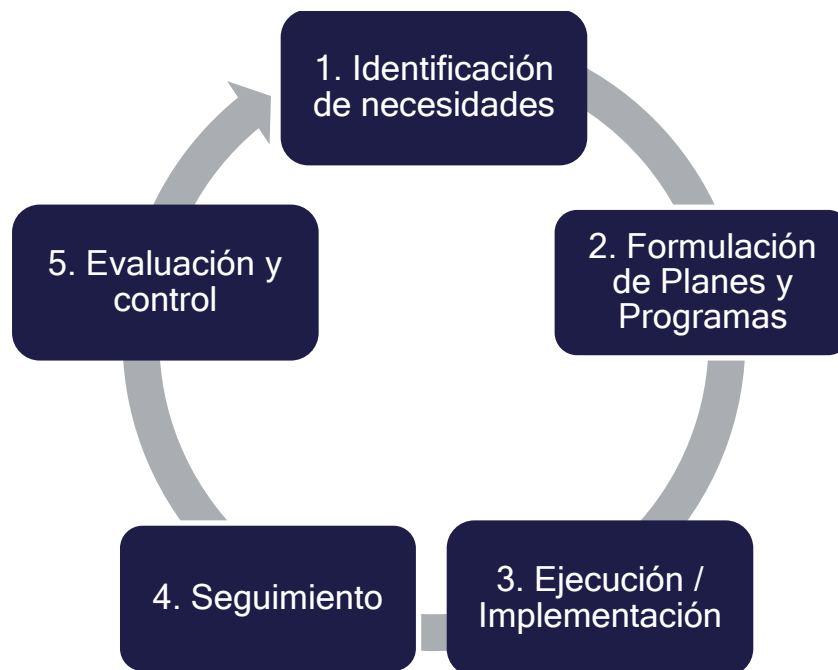 1. Identificación
de necesidades
2. Formulación
de Planes y
Programas
3. Ejecución /
Implementación
4. Seguimiento
5. Evaluación y
control